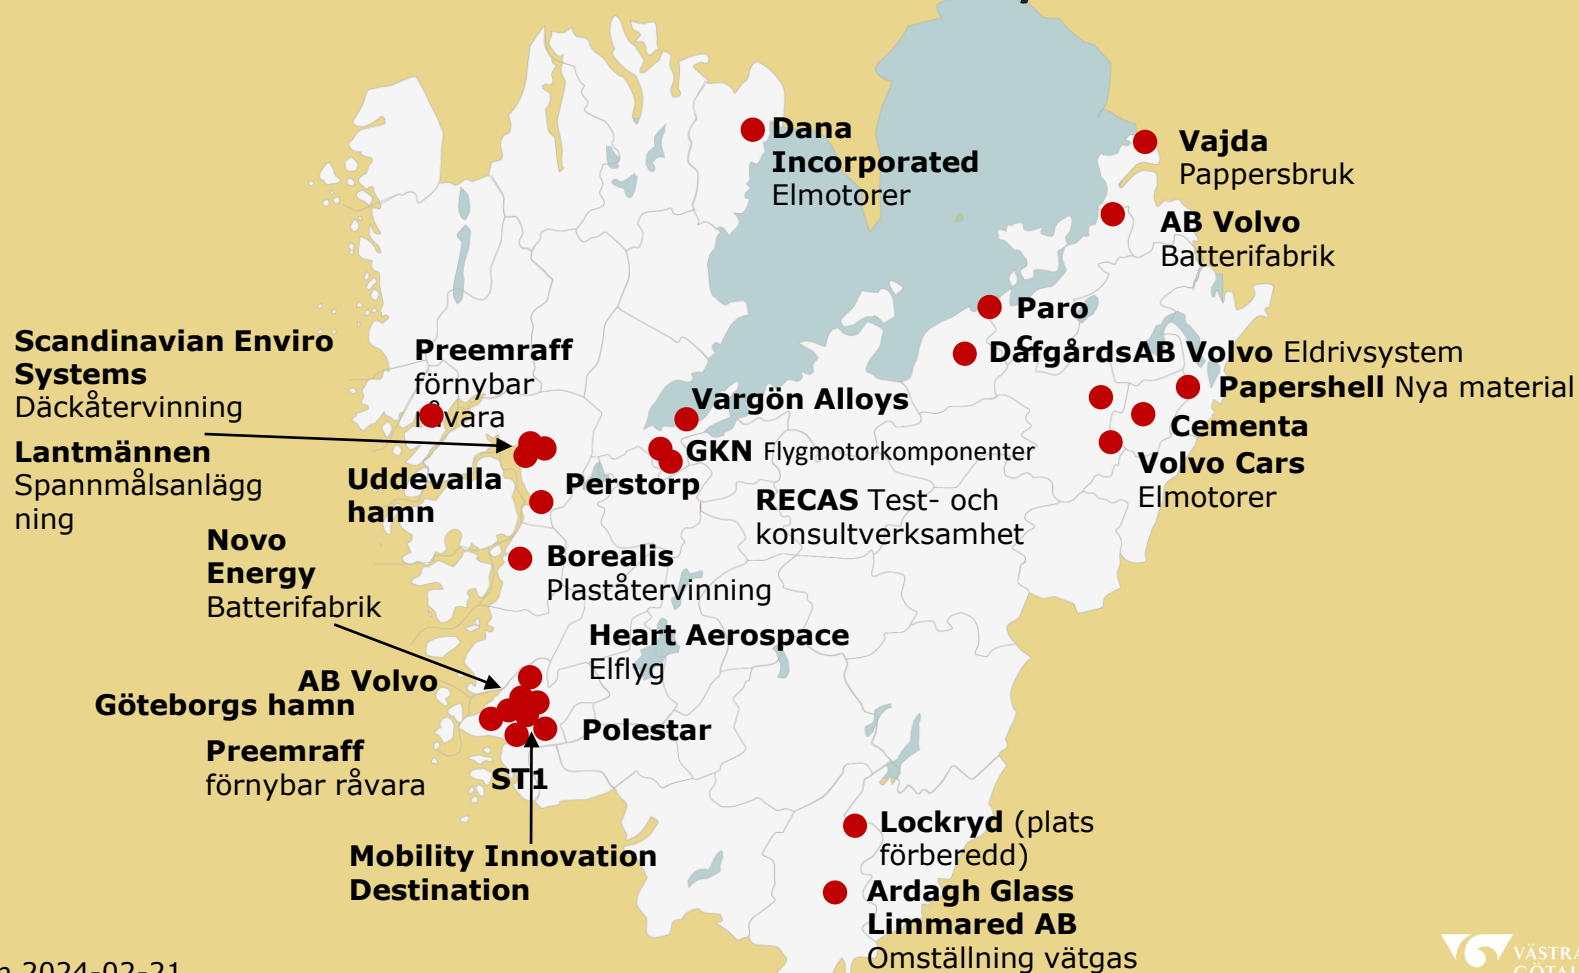 Dana
Incorporated
Elmotorer
Vajda
Pappersbruk
AB Volvo
Batterifabrik
Paro
c
Dafgårds
AB Volvo Eldrivsystem
Papershell Nya material
Cementa
Volvo Cars
Elmotorer
Scandinavian Enviro
Systems
Däckåtervinning
Lantmännen
Spannmålsanlägg
ning
Preemraff
förnybar
råvara
Uddevalla
hamn
Vargön Alloys
GKN Flygmotorkomponenter
Perstorp
RECAS Test- och
konsultverksamhet
Novo
Energy
Batterifabrik
Borealis
Plaståtervinning
Heart Aerospace
Elflyg
AB Volvo
Göteborgs hamn
Preemraff
förnybar råvara
Polestar
ST1
Mobility Innovation
Destination
Lockryd (plats
förberedd)
Ardagh Glass
Limmared AB
Omställning vätgas
2024-02-21
VÄSTRA